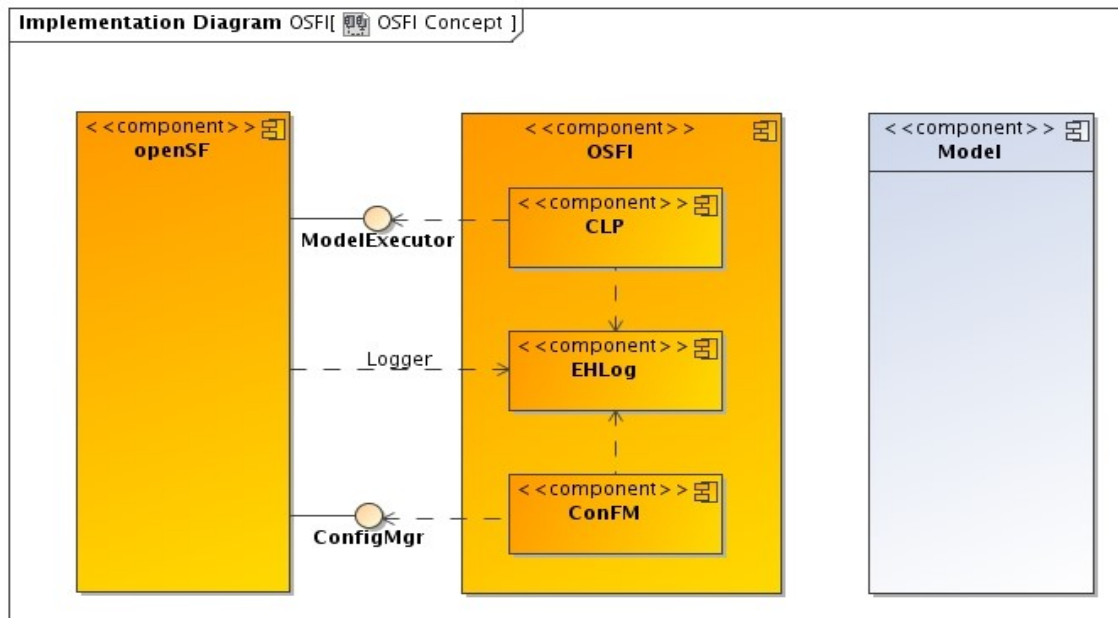 Implementation Diagram OSFI[ OSFI Concept ]
< <component> >
openSF
< <component> >
OSFI
< <component> >
Model
< <component> >
CLP
ModelExecutor
< <component> >
EHLog
Logger
< <component> >
ConFM
ConfigMgr